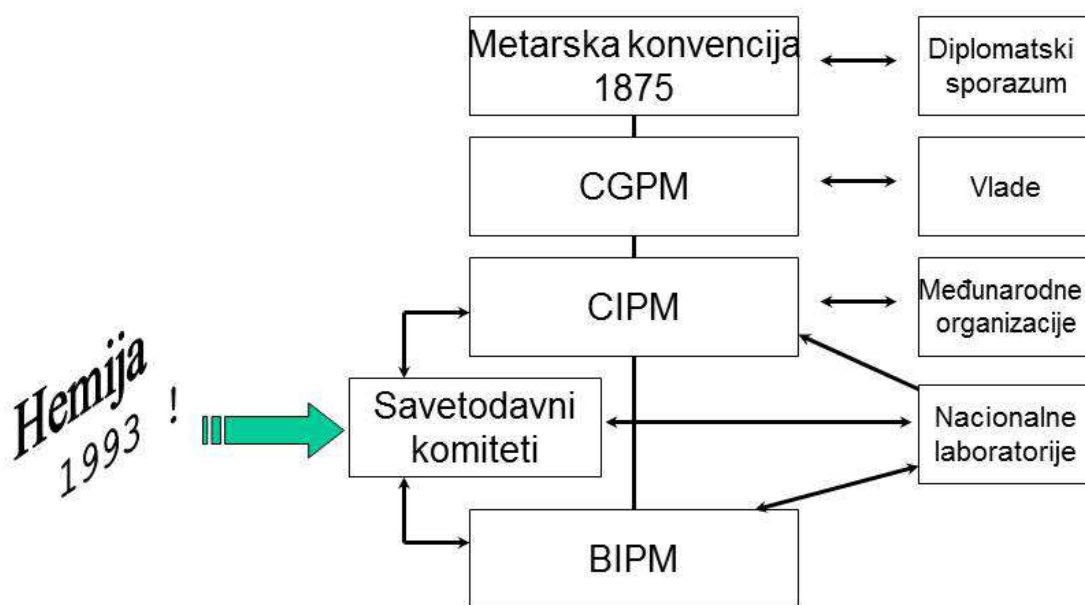 Metarska konvencija
1875
Diplomatski
sporazum
CGPM
Vlade
CIPM
Međunarodne
organizacije
Hemija
1993 !
Savetodavni
komiteti
Nacionalne
laboratorije
BIPM